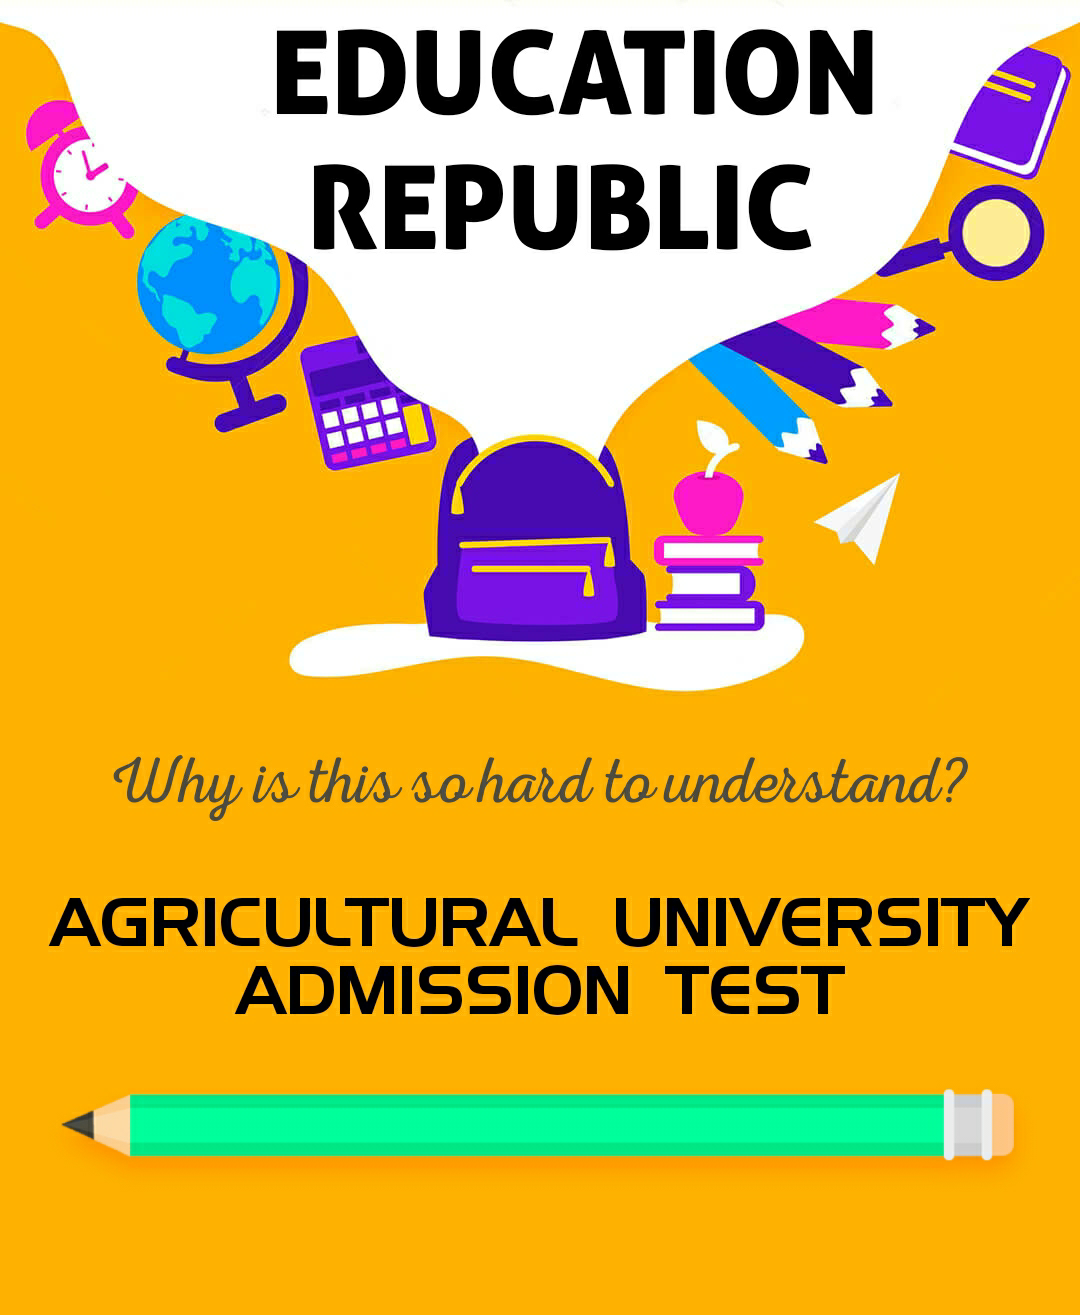 EDUCATION
REPUBLIC
Why is this so hard to understand?
AGRICULTURAL UNIVERSITY
ADMISSION TEST